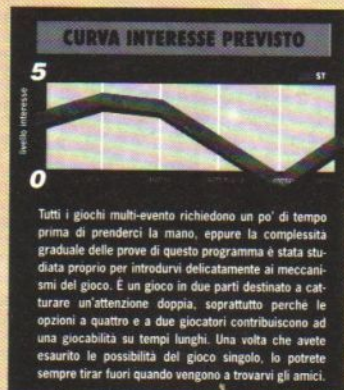 CURVA INTERESSE PREVISTO
5
ST
livello interesse
0
Tutti i giochi multi-evento richiedono un po' di tempo
prima di prenderci la mano, eppure la complessità
graduale delle prove di questo programma è stata stu-
diata proprio per introdurvi delicatamente ai meccani-
smi del gioco. È un gioco in due parti destinato a cat-
turare un'attenzione doppia, soprattutto perché le
opzioni a quattro e a due giocatori contribuiscono ad
una giocabilità su tempi lunghi. Una volta che avete
esaurito le possibilità del gioco singolo, lo potrete
sempre tirar fuori quando vengono a trovarvi gli amici.